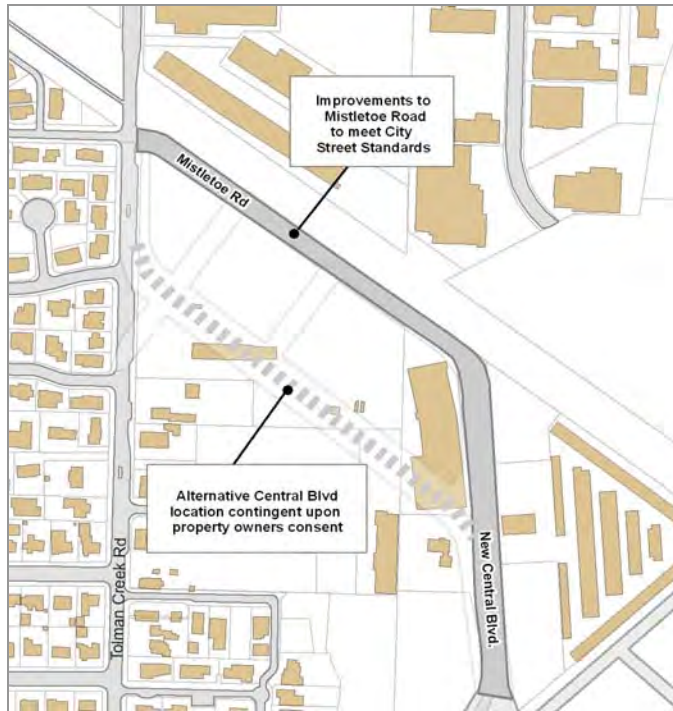 Improvements to
Mistletoe Road
to meet City
Street Standards
Mistletoe Rd
Alternative Central Blvd
location contingent upon
property owners consent
New Central Blvd.
Tolman Creek Rd